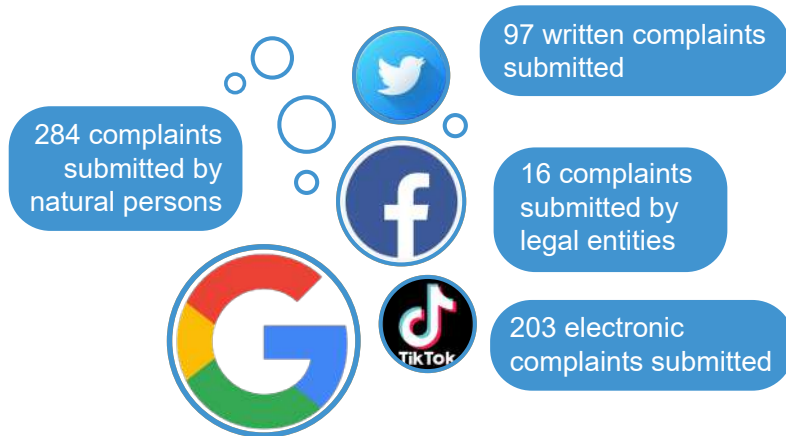 97 written complaints
submitted
284 complaints
submitted by
natural persons
16 complaints
submitted by
legal entities
TikTok
203 electronic
complaints submitted